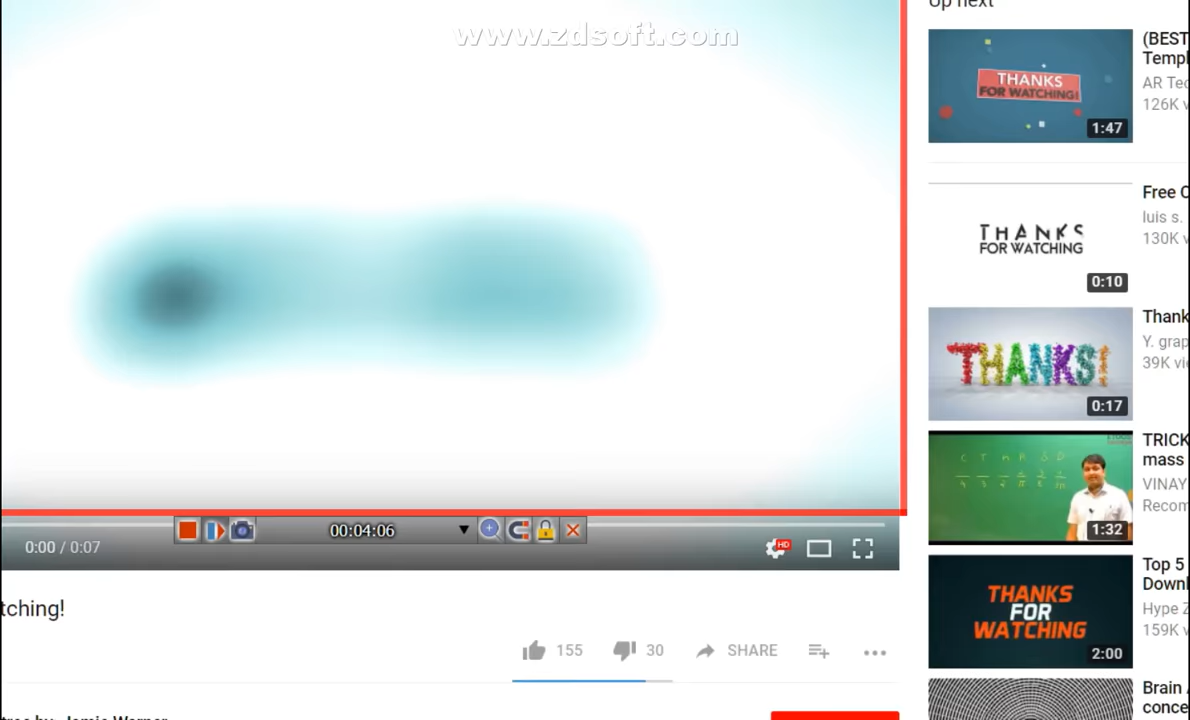 Up next
www.zdsoft.com
THANKS
FOR WATCHING!
1:47
(BEST
Templ
AR Tec
126K v
THANKS
FOR WATCHING
0:10
Free O
luis s.
130K v
THANKS!
0:17
Thank
Y. grap
39K vie
1:32
TRICK
mass
VINAY
Recom
THANKS
FOR
WATCHING
2:00
Top 5
Downl
Hype Z
159K v
Brain
conce
00:04:06
0:00 / 0:07
HD
tching!
155
30
SHARE